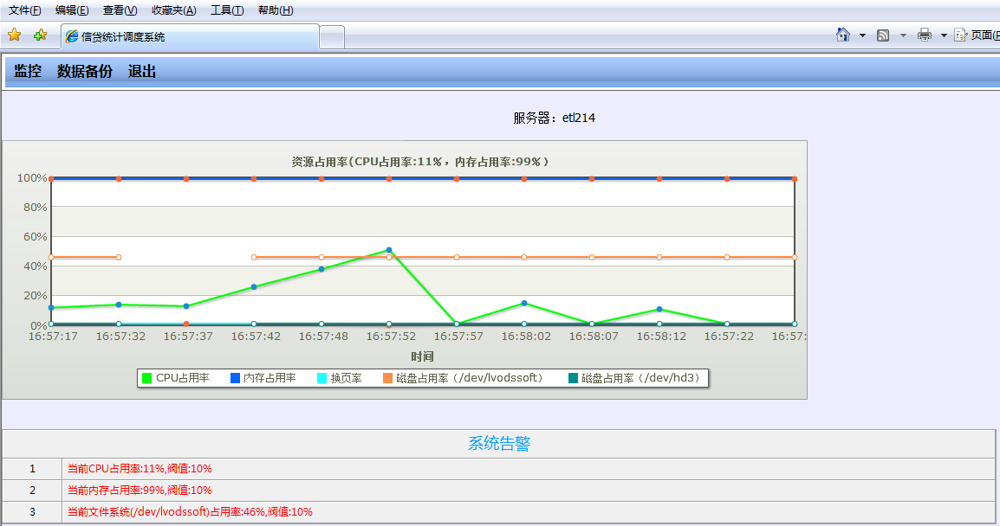 文件(F) 编辑(E) 查看(V) 收藏夹(A) 工具(T) 帮助(H)
信贷统计调度系统
页面(P
监控 数据备份 退出
服务器：etl214
资源占用率(CPU占用率:11%，内存占用率:99%)
100%
80%
60%
40%
20%
0%
16:57:17 16:57:32 16:57:37 16:57:42 16:57:48 16:57:52 16:57:57 16:58:02 16:58:07 16:58:12 16:57:22 16:57:
时间
CPU占用率 内存占用率 换页率 磁盘占用率（/dev/lvodssoft） 磁盘占用率（/dev/hd3）
系统告警
1 当前CPU占用率:11%,阀值:10%
2 当前内存占用率:99%,阀值:10%
3 当前文件系统(/dev/lvodssoft)占用率:46%,阀值:10%